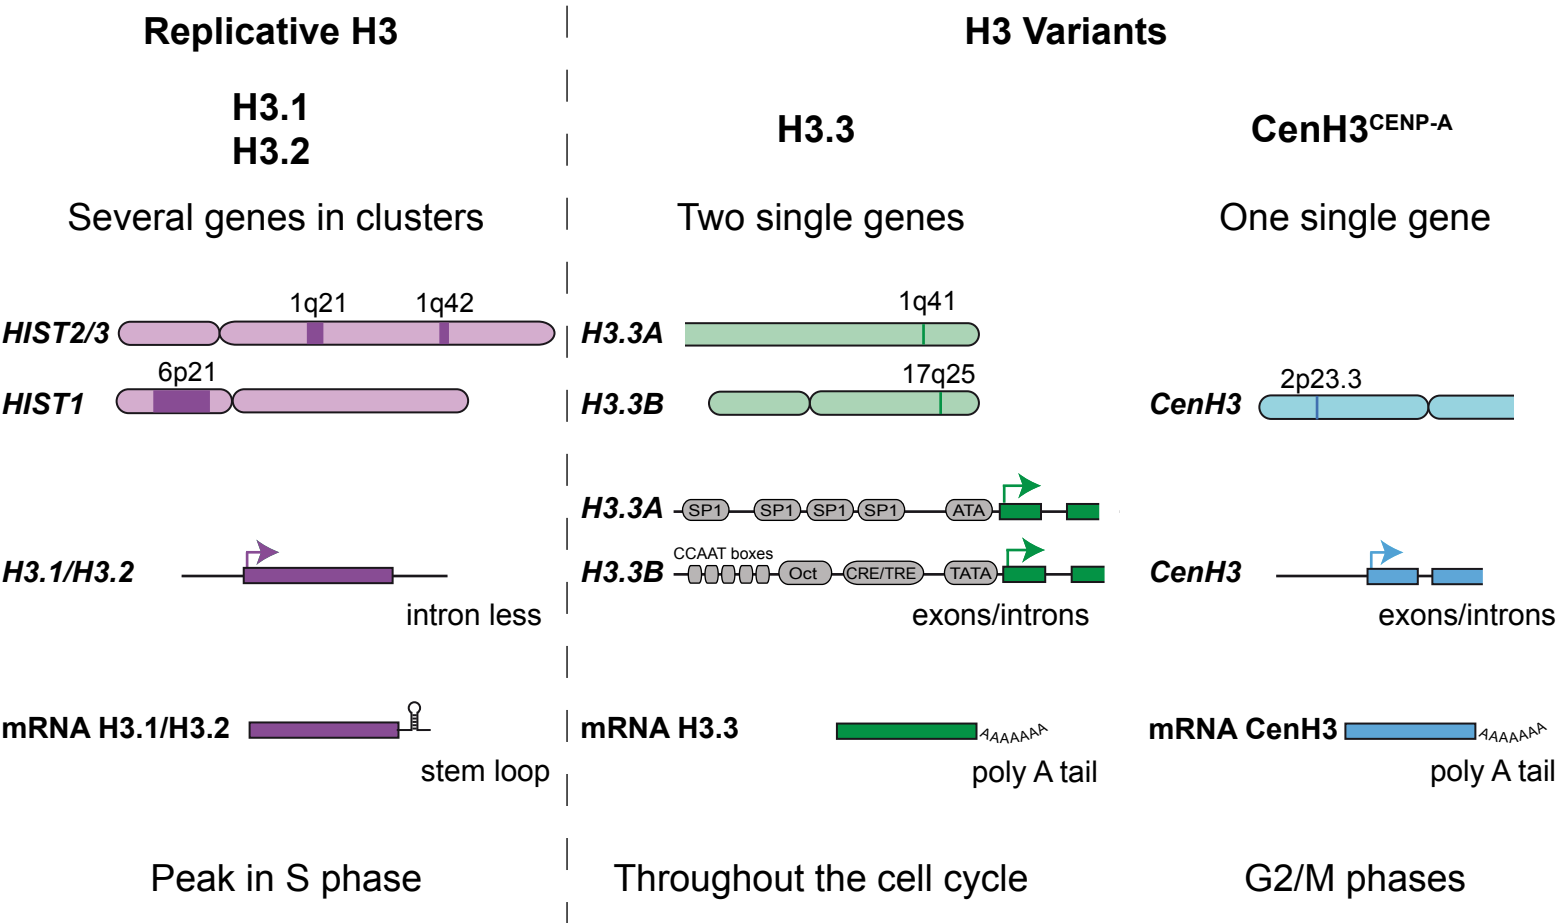 Replicative H3
H3 Variants
H3.1
H3.2
H3.3
CenH3CENP-A
Several genes in clusters
Two single genes
One single gene
1q21
1q42
HIST2/3
6p21
HIST1
1q41
H3.3A
17q25
H3.3B
2p23.3
CenH3
H3.3A
SP1
SP1
SP1
SP1
ATA
H3.1/H3.2
intron less
CCAAT boxes
H3.3B
Oct
CRE/TRE
TATA
exons/introns
CenH3
exons/introns
mRNA H3.1/H3.2
stem loop
mRNA H3.3
AAAAAAA
poly A tail
mRNA CenH3
AAAAAAA
poly A tail
Peak in S phase
Throughout the cell cycle
G2/M phases